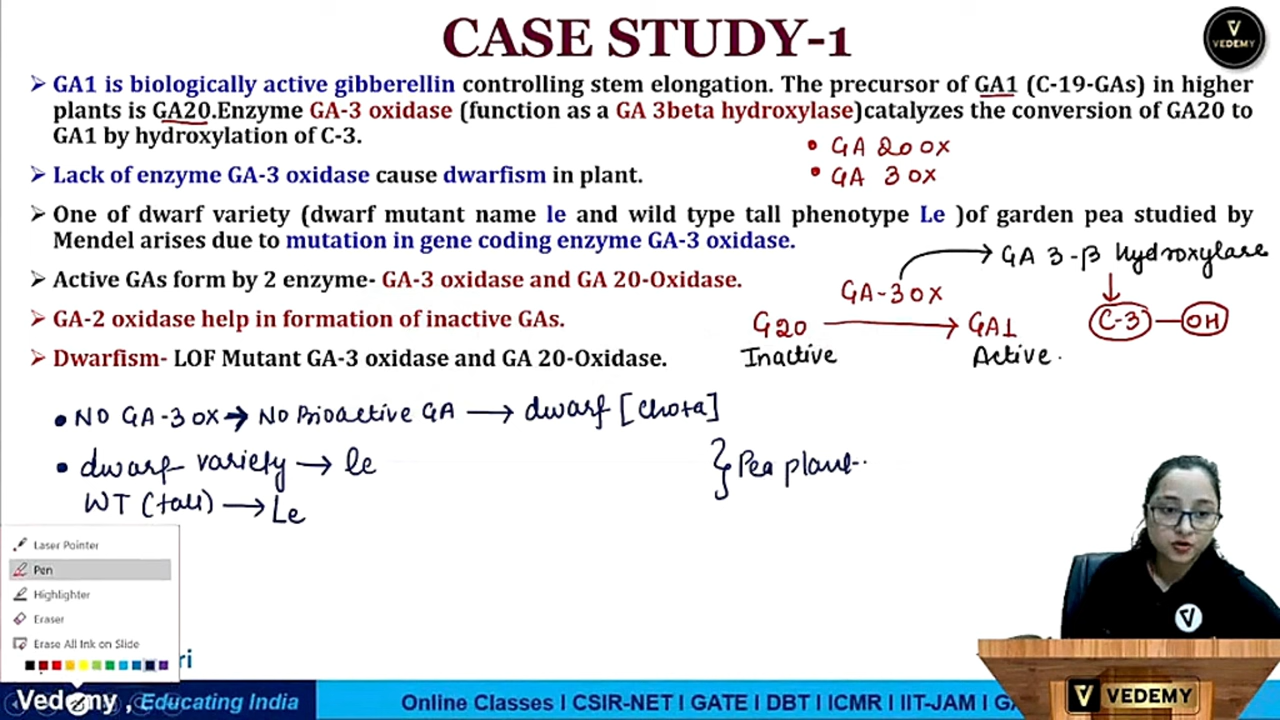 CASE STUDY-1
V
VEDEMY
➢ GA1 is biologically active gibberellin controlling stem elongation. The precursor of GA1 (C-19-GAs) in higher
plants is GA20.Enzyme GA-3 oxidase (function as a GA 3beta hydroxylase)catalyzes the conversion of GA20 to
GA1 by hydroxylation of C-3.
• GA 20 OX
➢ Lack of enzyme GA-3 oxidase cause dwarfism in plant.
• GA 3 OX
➢ One of dwarf variety (dwarf mutant name le and wild type tall phenotype Le )of garden pea studied by
Mendel arises due to mutation in gene coding enzyme GA-3 oxidase.
GA 3-β hydroxylase
➢ Active GAs form by 2 enzyme- GA-3 oxidase and GA 20-Oxidase.
GA-3 OX
➢ GA-2 oxidase help in formation of inactive GAs.
G20 → GA1
C-3 — OH
Inactive Active.
➢ Dwarfism- LOF Mutant GA-3 oxidase and GA 20-Oxidase.
• NO GA-3 OX → NO Bioactive GA → dwarf [chota]
• dwarf variety → le
} Pea plant
WT (tall) → Le
Laser Pointer
Pen
Highlighter
Eraser
Erase All Ink on Slide
ri
V
Vedemy , Educating India
Online Classes I CSIR-NET I GATE I DBT I ICMR I IIT-JAM I GA
V VEDEMY